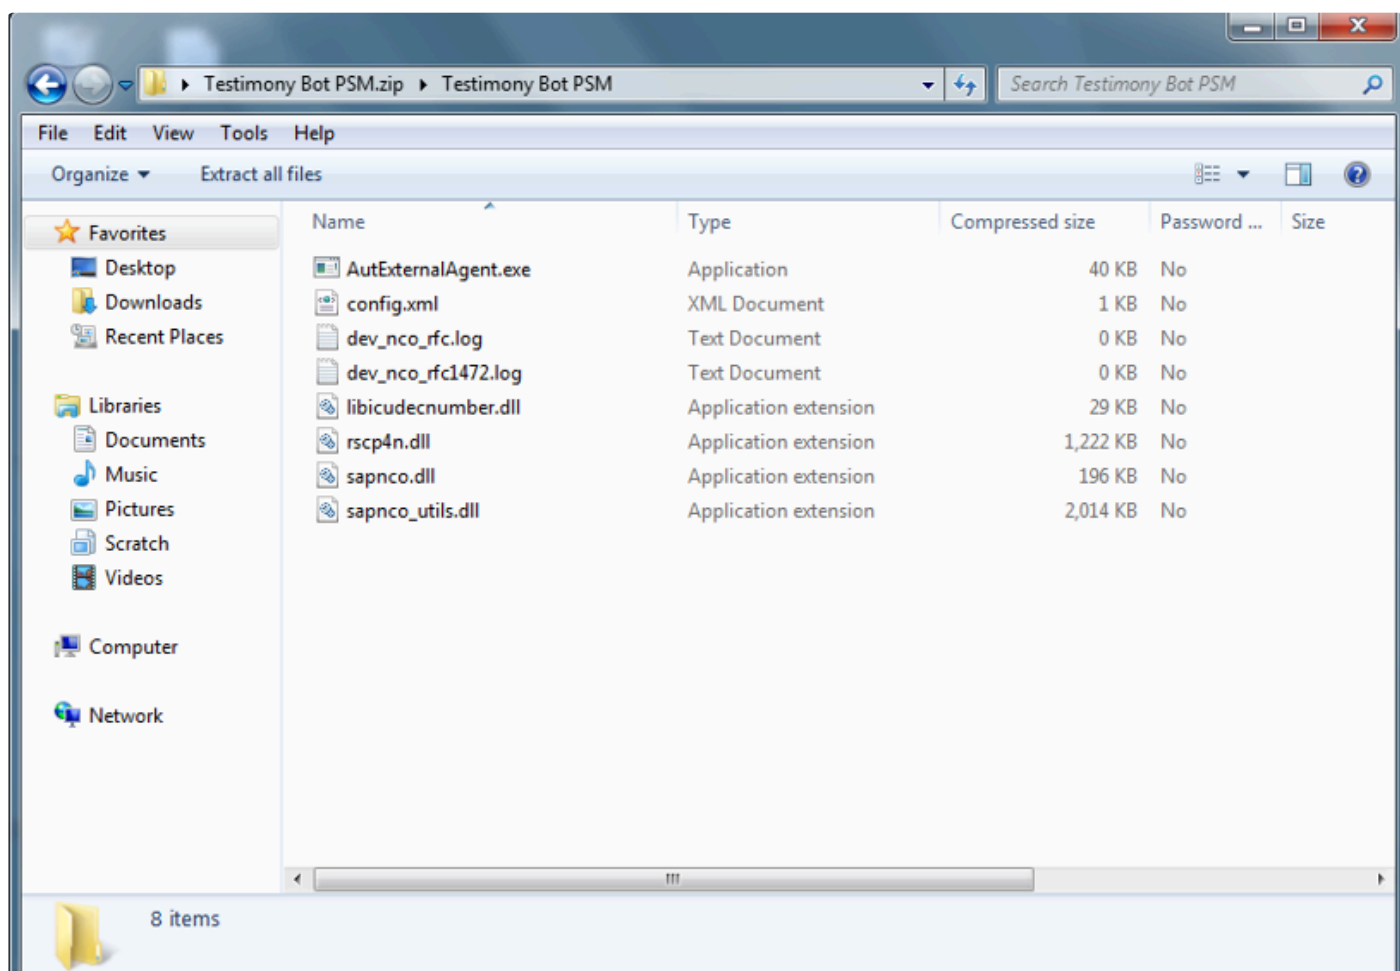 Testimony Bot PSM.zip Testimony Bot PSM Search Testimony Bot PSM
File Edit View Tools Help
Organize Extract all files
Name Type Compressed size Password ... Size
Favorites
Desktop
Downloads
Recent Places
Libraries
Documents
Music
Pictures
Scratch
Videos
Computer
Network
AutExternalAgent.exe Application 40 KB No
config.xml XML Document 1 KB No
dev_nco_rfc.log Text Document 0 KB No
dev_nco_rfc1472.log Text Document 0 KB No
libicudecnumber.dll Application extension 29 KB No
rscp4n.dll Application extension 1,222 KB No
sapnco.dll Application extension 196 KB No
sapnco_utils.dll Application extension 2,014 KB No
8 items